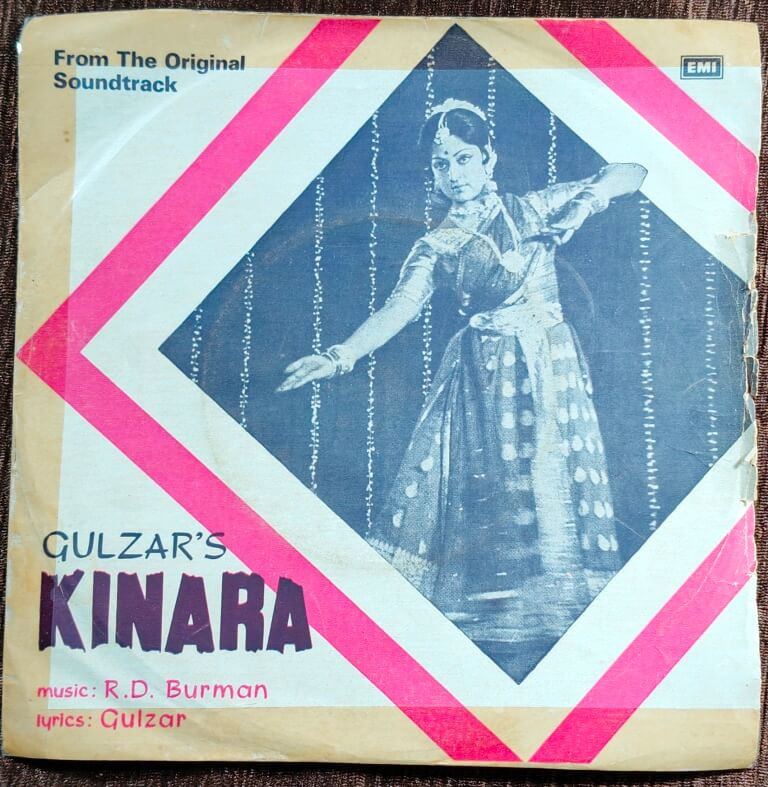 From The Original
Soundtrack
EMI
GULZAR'S
KINARA
music: R.D. Burman
lyrics: Gulzar